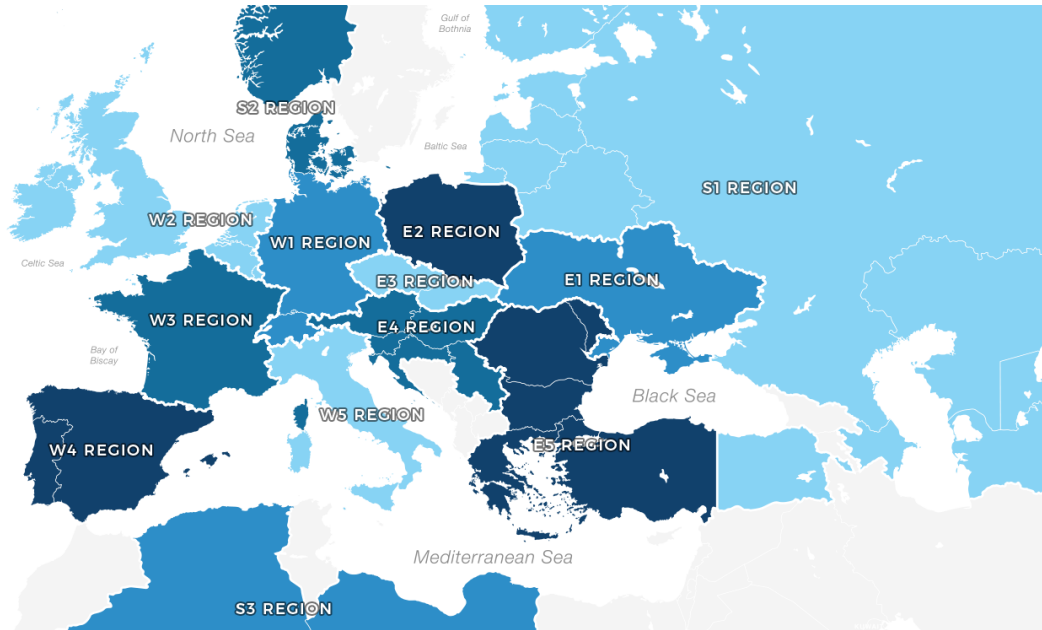 Gulf of
Bothnia
S2 REGION
North Sea
Baltic Sea
S1 REGION
W2 REGION
E2 REGION
W1 REGION
Celtic Sea
E3 REGION
E1 REGION
W3 REGION
E4 REGION
Bay of
Biscay
Black Sea
W5 REGION
E5 REGION
W4 REGION
Mediterranean Sea
S3 REGION